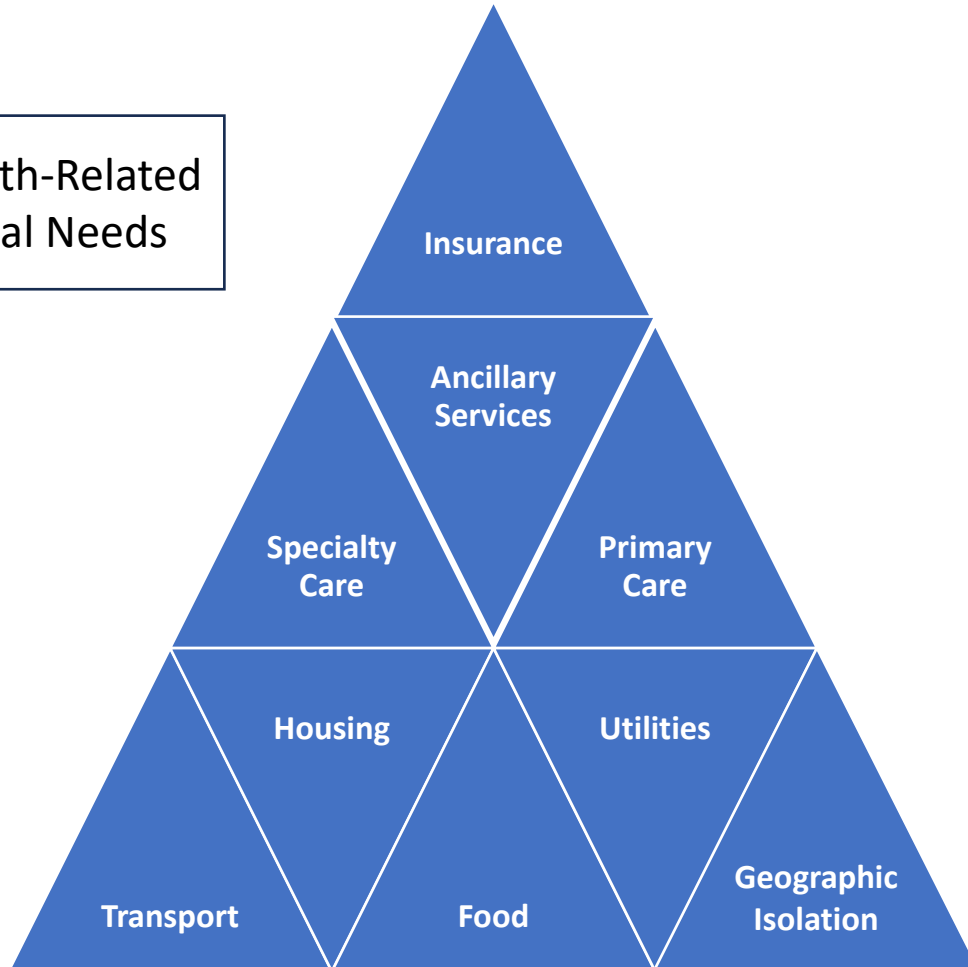 th-Related
al Needs
Insurance
Ancillary
Services
Specialty
Care
Primary
Care
Housing
Utilities
Transport
Food
Geographic
Isolation